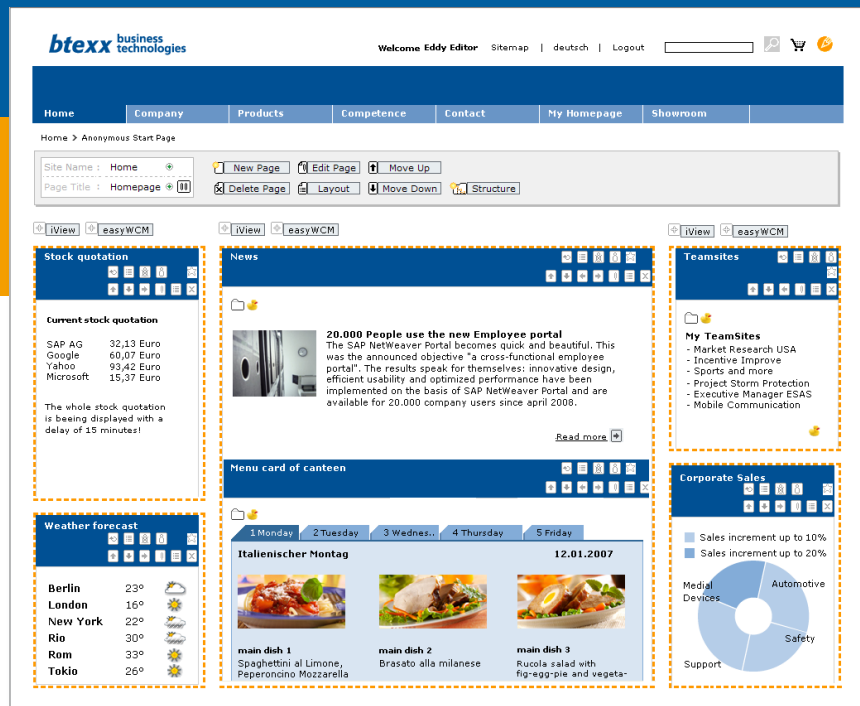 btexx business
technologies
Welcome Eddy Editor Sitemap | deutsch | Logout
Home Company Products Competence Contact My Homepage Showroom
Home > Anonymous Start Page
Site Name : Home
New Page Edit Page Move Up
Page Title : Homepage
Delete Page Layout Move Down Structure
iView easyWCM
iView easyWCM
iView easyWCM
Stock quotation
Current stock quotation
SAP AG 32,13 Euro
Google 60,07 Euro
Yahoo 93,42 Euro
Microsoft 15,37 Euro
The whole stock quotation
is beeing displayed with a
delay of 15 minutes!
Weather forecast
Berlin 23º
London 16º
New York 22º
Rio 30º
Rom 33º
Tokio 26º
News
20.000 People use the new Employee portal
The SAP NetWeaver Portal becomes quick and beautiful. This
was the announced objective "a cross-functional employee
portal". The results speak for themselves: innovative design,
efficient usability and optimized performance have been
implemented on the basis of SAP NetWeaver Portal and are
available for 20.000 company users since april 2008.
Read more
Menu card of canteen
1 Monday 2 Tuesday 3 Wednes.. 4 Thursday 5 Friday
Italienischer Montag 12.01.2007
main dish 1
Spaghettini al Limone,
Peperoncino Mozzarella
main dish 2
Brasato alla milanese
main dish 3
Rucola salad with
fig-egg-pie and vegeta-
Teamsites
My TeamSites
- Market Research USA
- Incentive Improve
- Sports and more
- Project Storm Protection
- Executive Manager ESAS
- Mobile Communication
Corporate Sales
Sales increment up to 10%
Sales increment up to 20%
Medial
Devices
Automotive
Safety
Support